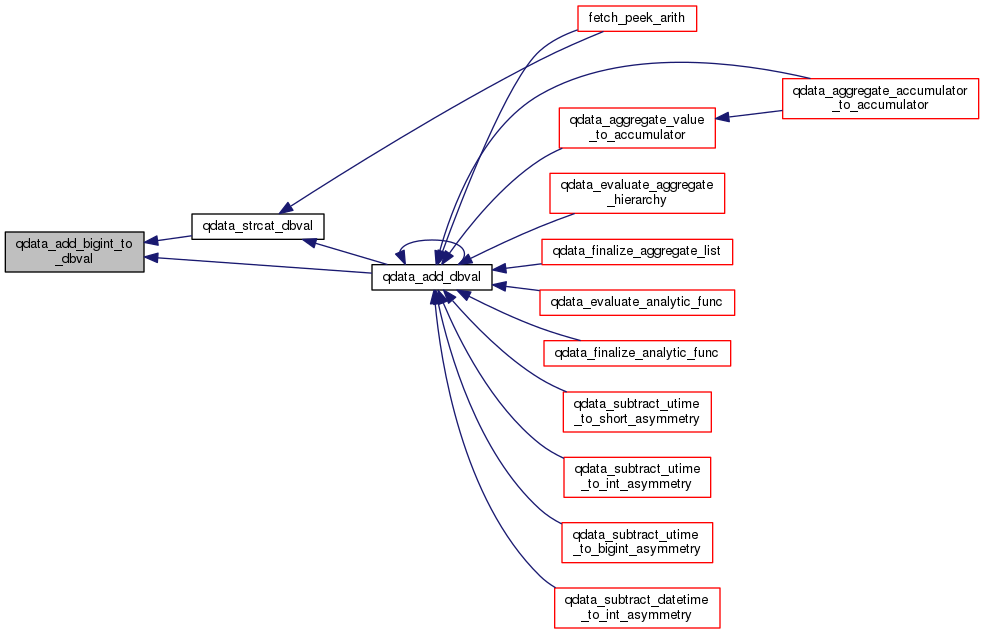 fetch_peek_arith
qdata_aggregate_accumulator
_to_accumulator
qdata_aggregate_value
_to_accumulator
qdata_evaluate_aggregate
_hierarchy
qdata_strcat_dbval
qdata_add_bigint_to
_dbval
qdata_finalize_aggregate_list
qdata_add_dbval
qdata_evaluate_analytic_func
qdata_finalize_analytic_func
qdata_subtract_utime
_to_short_asymmetry
qdata_subtract_utime
_to_int_asymmetry
qdata_subtract_utime
_to_bigint_asymmetry
qdata_subtract_datetime
_to_int_asymmetry